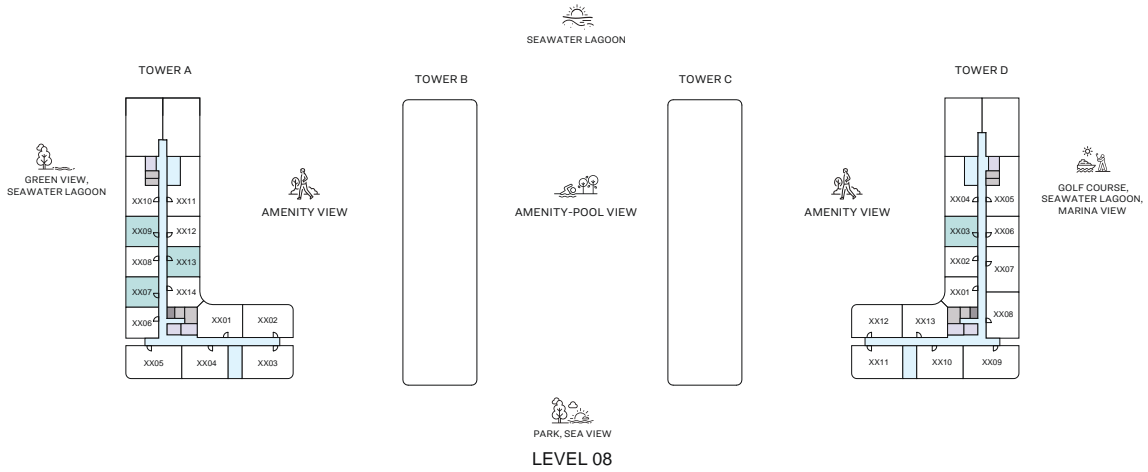 SEAWATER LAGOON
TOWER A
TOWER B
TOWER C
TOWER D
GREEN VIEW,
SEAWATER LAGOON
AMENITY VIEW
AMENITY-POOL VIEW
AMENITY VIEW
GOLF COURSE,
SEAWATER LAGOON,
MARINA VIEW
XX10
XX11
XX09
XX12
XX08
XX13
XX07
XX14
XX06
XX01
XX02
XX05
XX04
XX03
XX04
XX05
XX03
XX06
XX02
XX07
XX01
XX08
XX12
XX13
XX11
XX10
XX09
PARK, SEA VIEW
LEVEL 08